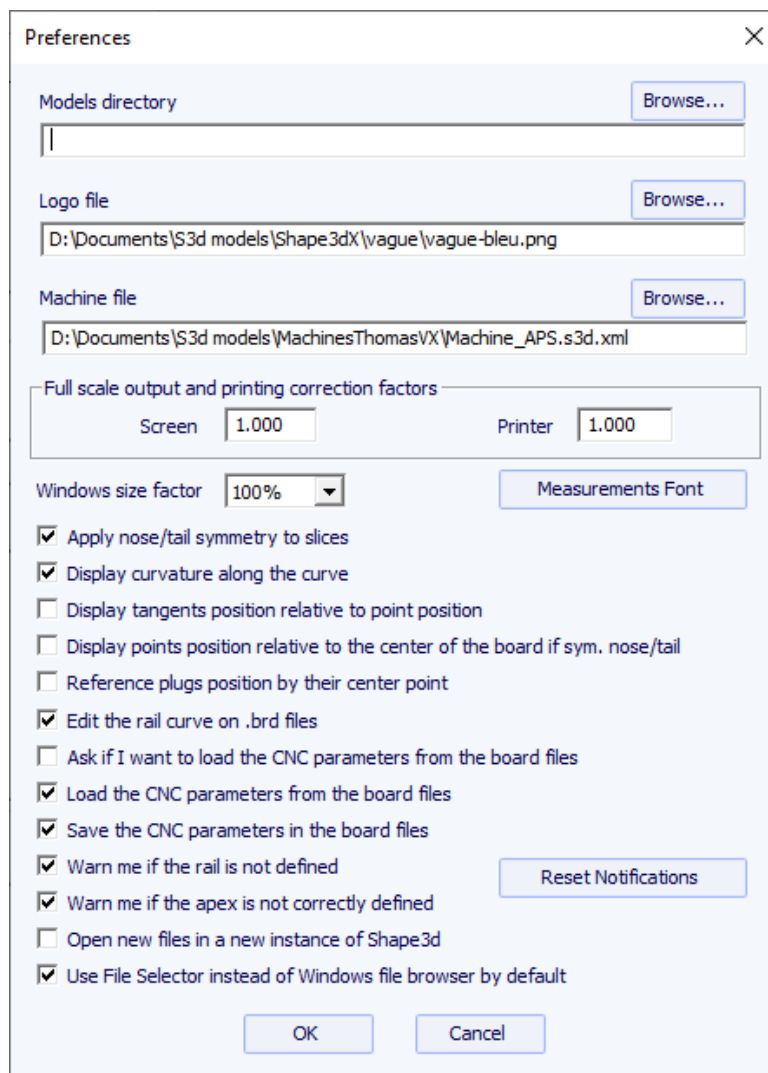 Preferences
Models directory
Browse...
Logo file
Browse...
D:\Documents\S3d models\Shape3dX\vague\vague-bleu.png
Machine file
Browse...
D:\Documents\S3d models\MachinesThomasVX\Machine_APS.s3d.xml
Full scale output and printing correction factors
Screen 1.000 Printer 1.000
Windows size factor 100% Measurements Font
Apply nose/tail symmetry to slices
Display curvature along the curve
Display tangents position relative to point position
Display points position relative to the center of the board if sym. nose/tail
Reference plugs position by their center point
Edit the rail curve on .brd files
Ask if I want to load the CNC parameters from the board files
Load the CNC parameters from the board files
Save the CNC parameters in the board files
Warn me if the rail is not defined
Reset Notifications
Warn me if the apex is not correctly defined
Open new files in a new instance of Shape3d
Use File Selector instead of Windows file browser by default
OK Cancel